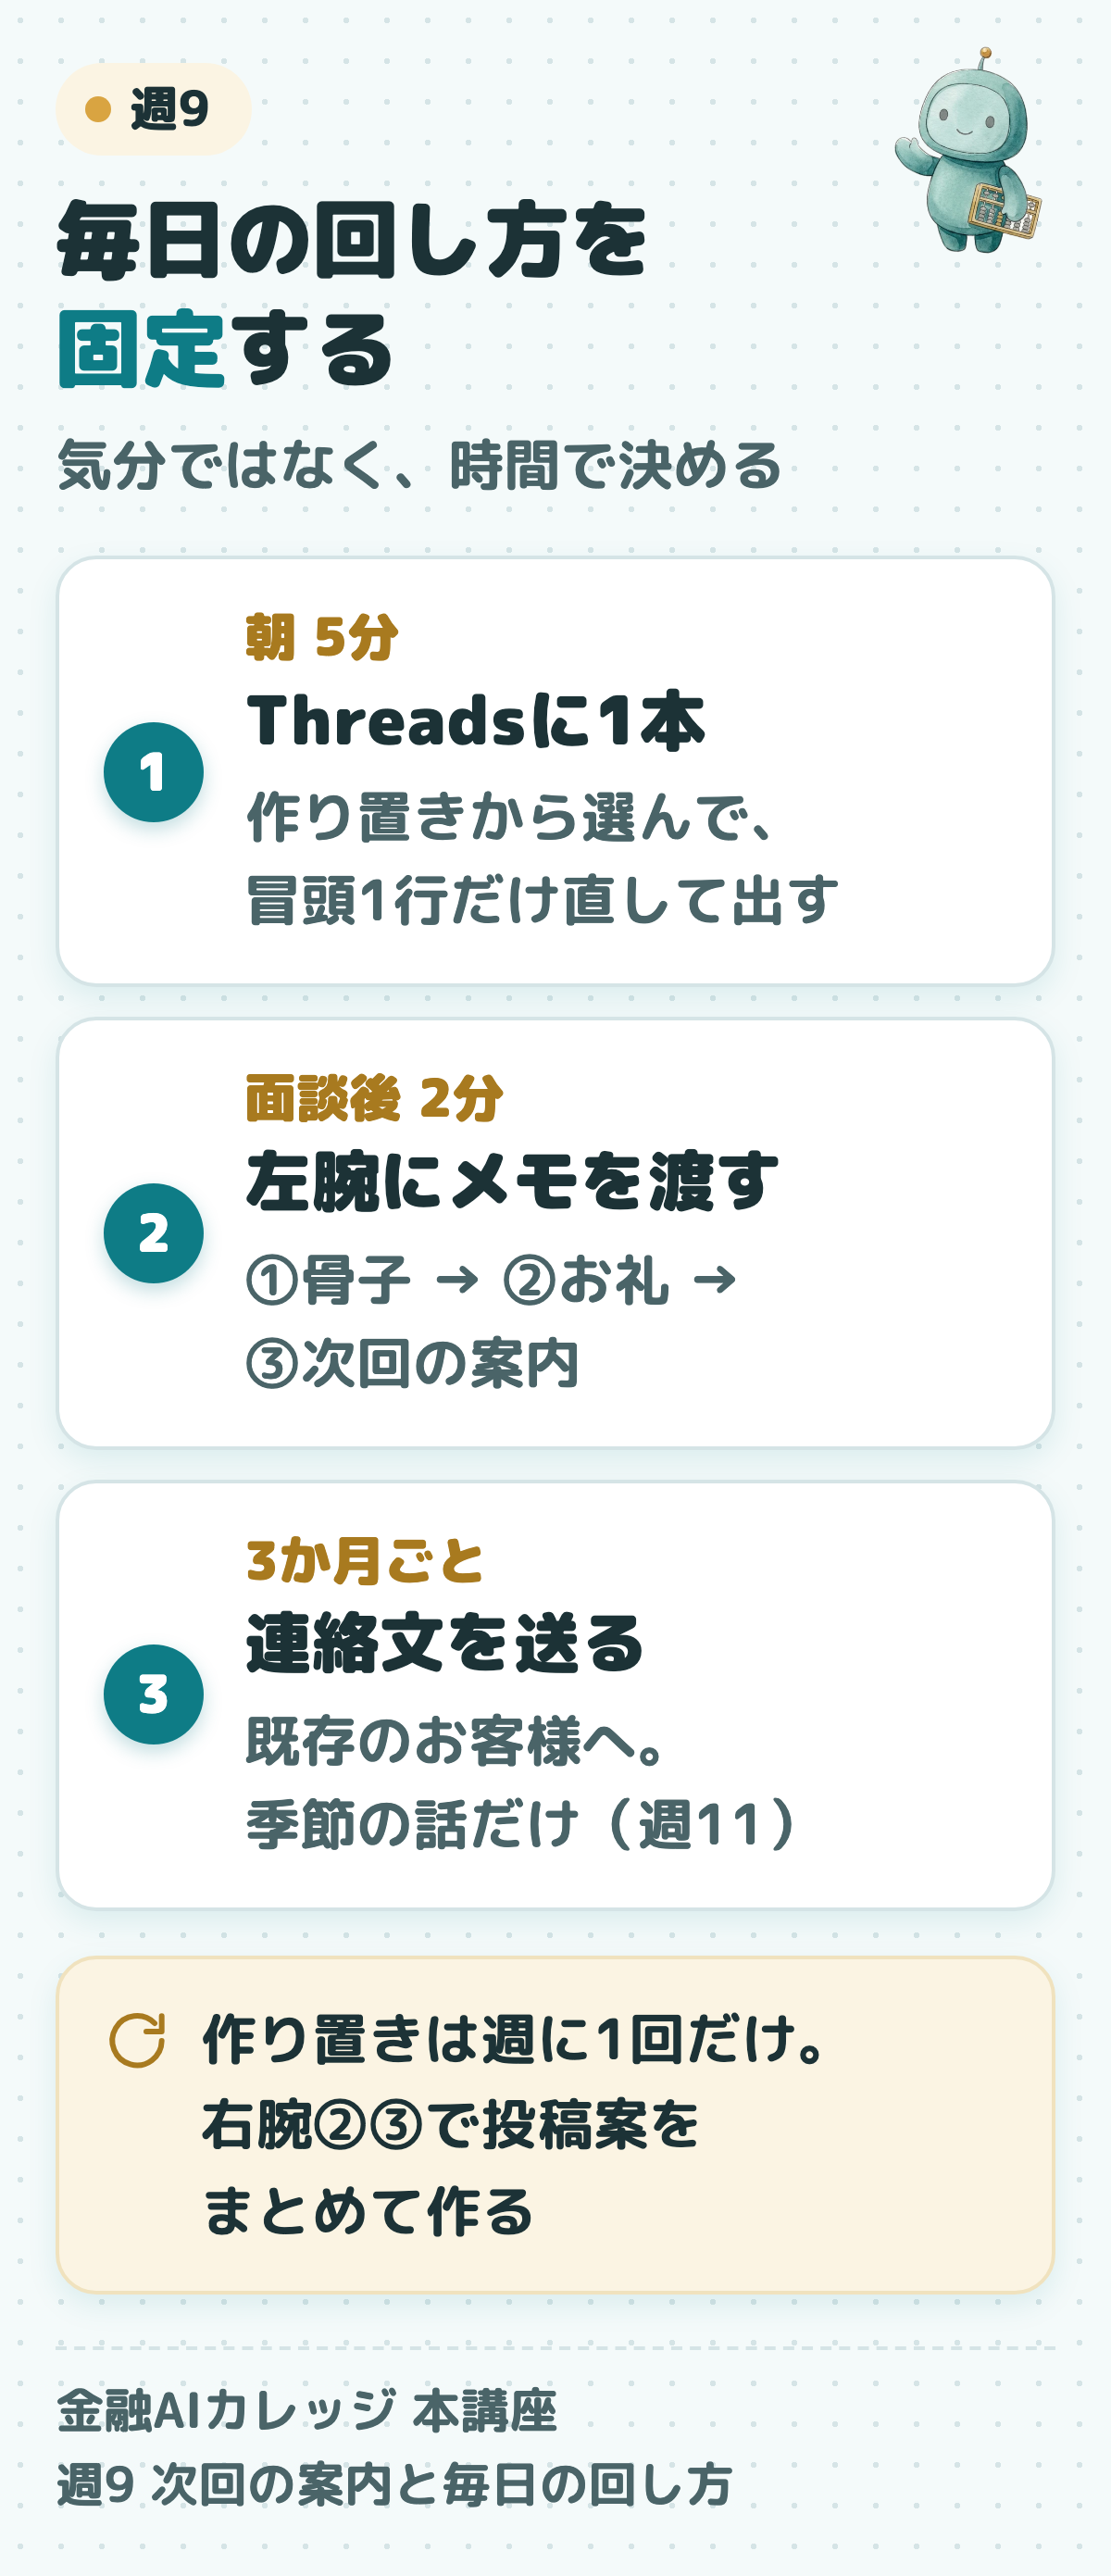 週9
毎日の回し方を
固定する
気分ではなく、時間で決める
朝 5分
1
Threadsに1本
作り置きから選んで、
冒頭1行だけ直して出す
面談後 2分
2
左腕にメモを渡す
①骨子 → ②お礼 →
③次回の案内
3か月ごと
3
連絡文を送る
既存のお客様へ。
季節の話だけ（週11）
作り置きは週に1回だけ。
右腕②③で投稿案を
まとめて作る
金融AIカレッジ 本講座
週9 次回の案内と毎日の回し方